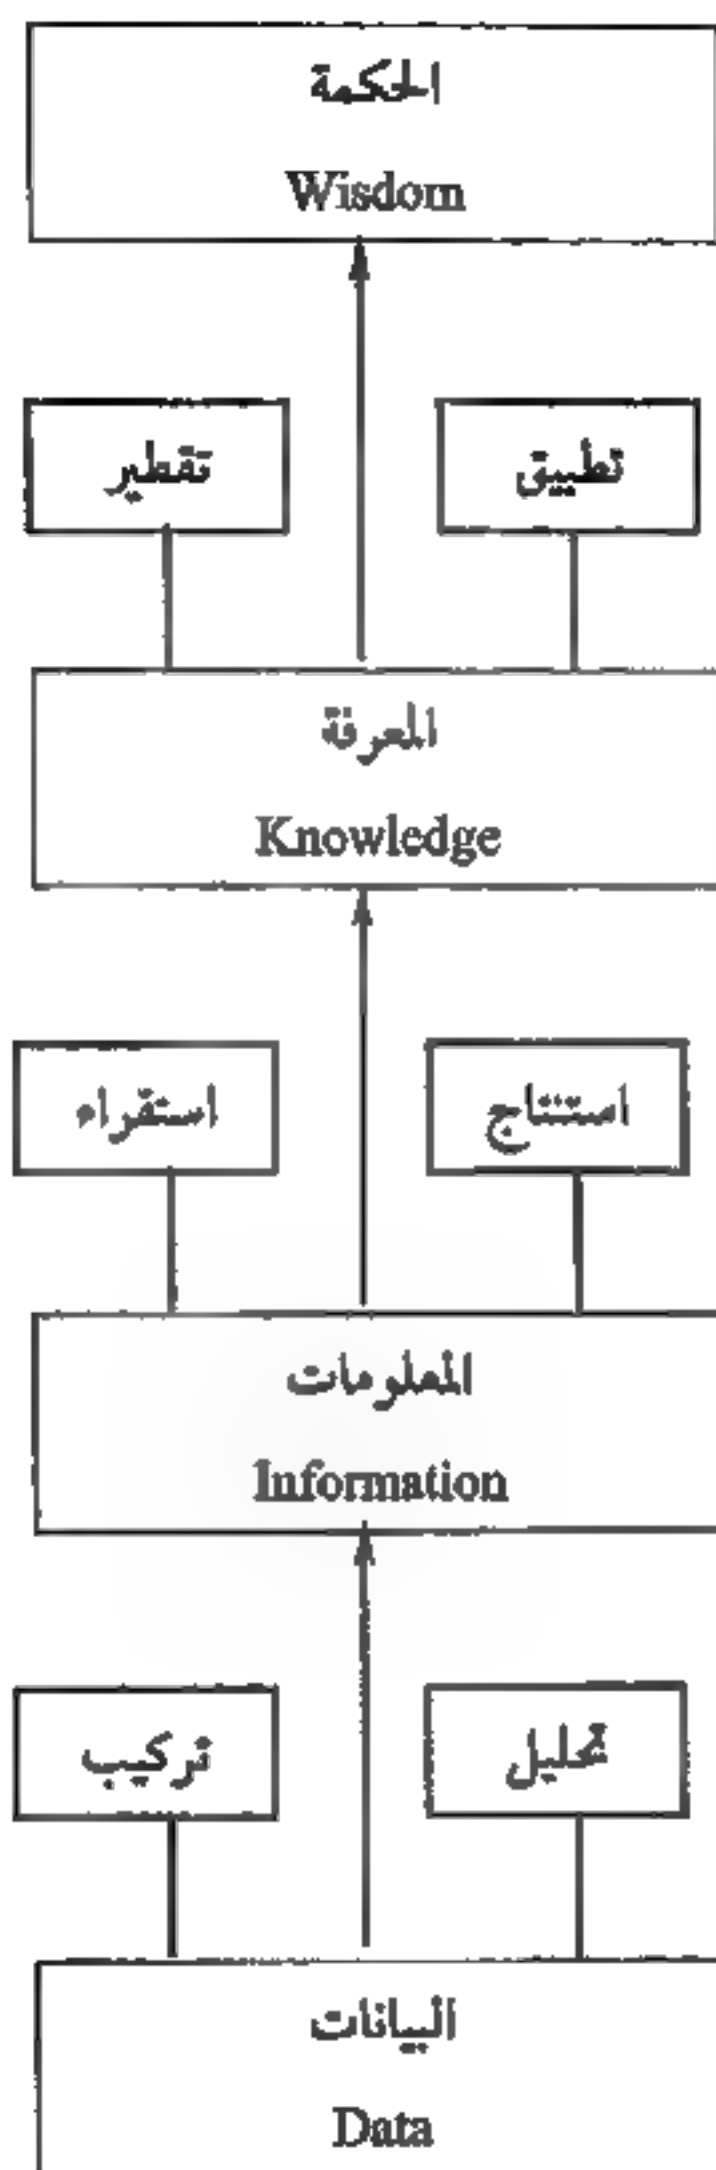 الحكمة
Wisdom
تطبيق
تقطير
المعرفة
Knowledge
استنتاج
استقراء
المعلومات
Information
تحليل
تركيب
البيانات
Data